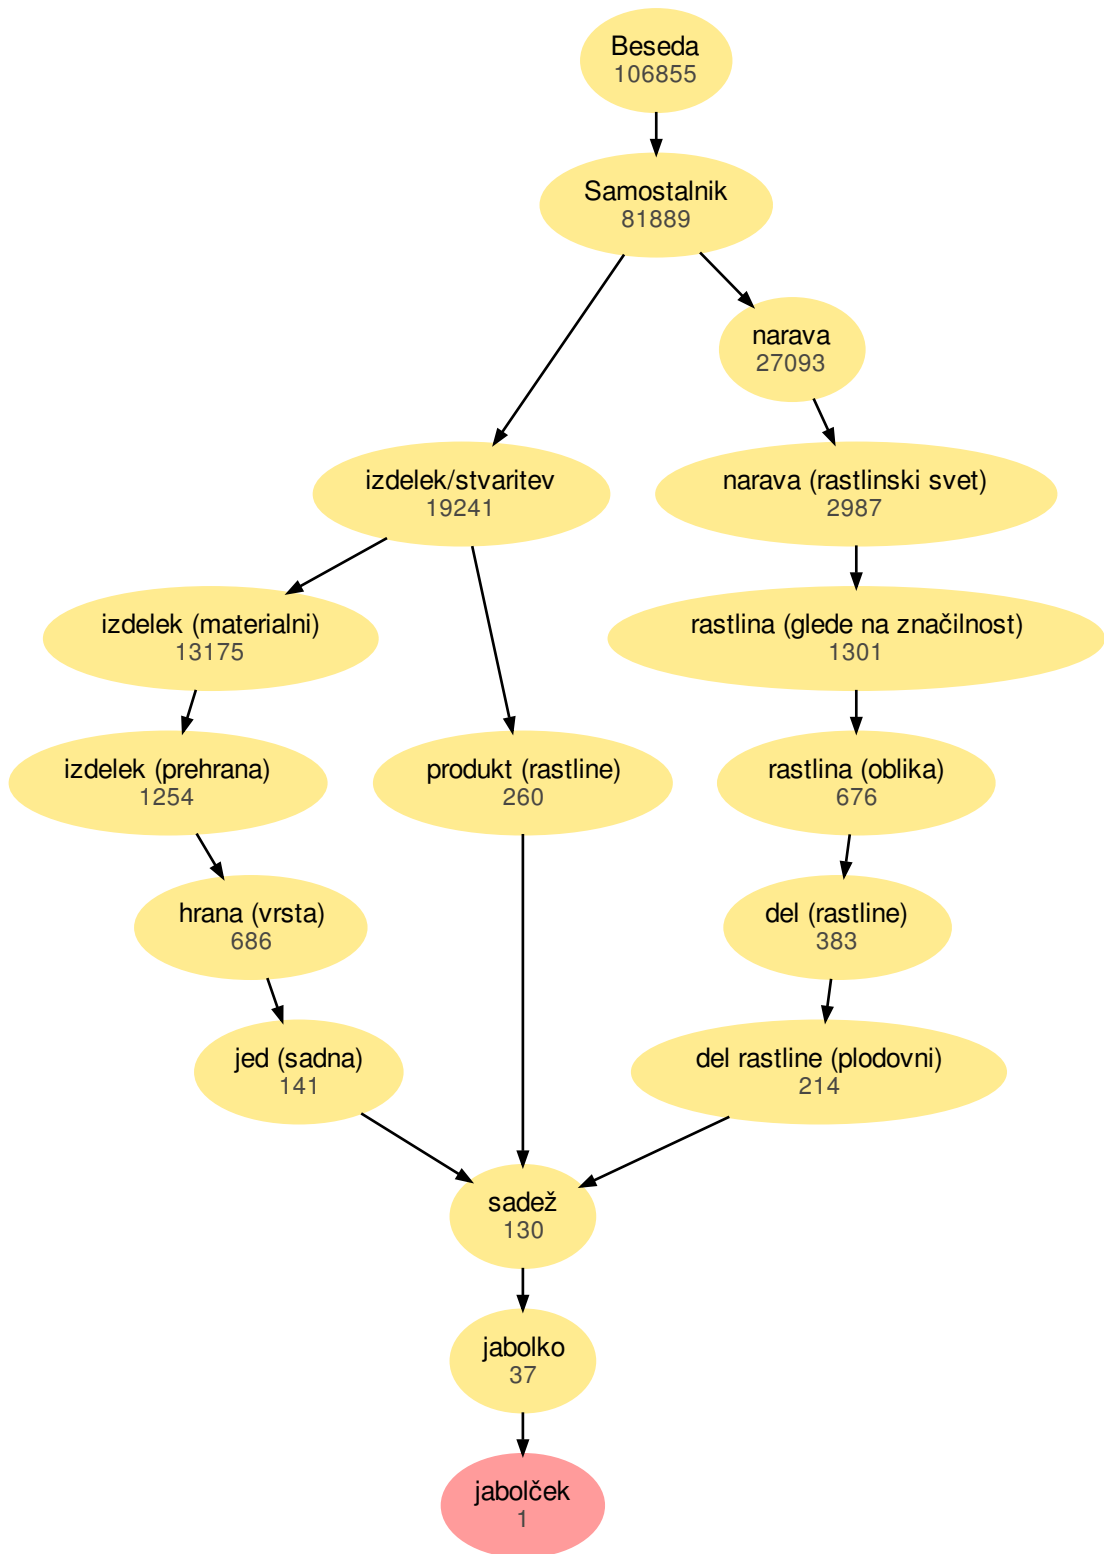 Beseda
106855
Samostalnik
81889
narava
27093
izdelek/stvaritev
19241
narava (rastlinski svet)
2987
izdelek (materialni)
13175
rastlina (glede na značilnost)
1301
izdelek (prehrana)
1254
produkt (rastline)
260
rastlina (oblika)
676
hrana (vrsta)
686
del (rastline)
383
jed (sadna)
141
del rastline (plodovni)
214
sadež
130
jabolko
37
jabolček
1